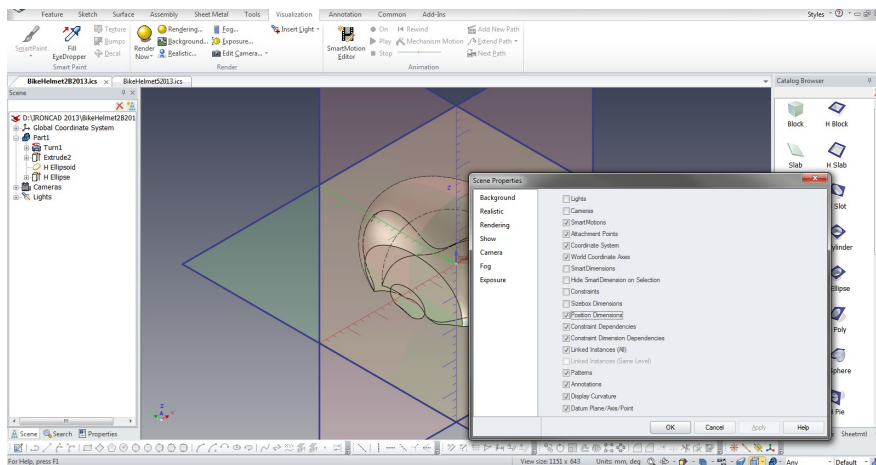 Feature Sketch Surface Assembly Sheet Metal Tools Visualization Annotation Common Add-Ins Styles
SmartPaint
Fill EyeDropper
Texture
Bumps
Decal
Smart Paint
Render Now
Rendering...
Background...
Realistic...
Fog...
Exposure...
Edit Camera...
Insert Light
Render
SmartMotion Editor
On
Play
Stop
Rewind
Mechanism Motion
Add New Path
Extend Path
Next Path
Animation
BikeHelmet2B2013.ics
BikeHelmet52013.ics
Catalog Browser
Scene
D:\IRONCAD 2013\BikeHelmet2B201
Global Coordinate System
Part1
Turn1
Extrude2
H Ellipsoid
H Ellipse
Cameras
Lights
Block H Block
Slab H Slab
Slot
ylinder
Ellipse
Poly
sphere
Pie
Scene Properties
Background
Realistic
Rendering
Show
Camera
Fog
Exposure
Lights
Cameras
SmartMotions
Attachment Points
Coordinate System
World Coordinate Axes
SmartDimensions
Hide SmartDimension on Selection
Constraints
Sizebox Dimensions
Position Dimensions
Constraint Dependencies
Constraint Dimension Dependencies
Linked Instances (All)
Linked Instances (Same Level)
Patterns
Annotations
Display Curvature
Datum Plane/Axis/Point
OK Cancel Apply Help
z
z
Scene Search Properties
Sheetmtl
For Help, press F1
View size: 1151 x 643 Units: mm, deg Any Default